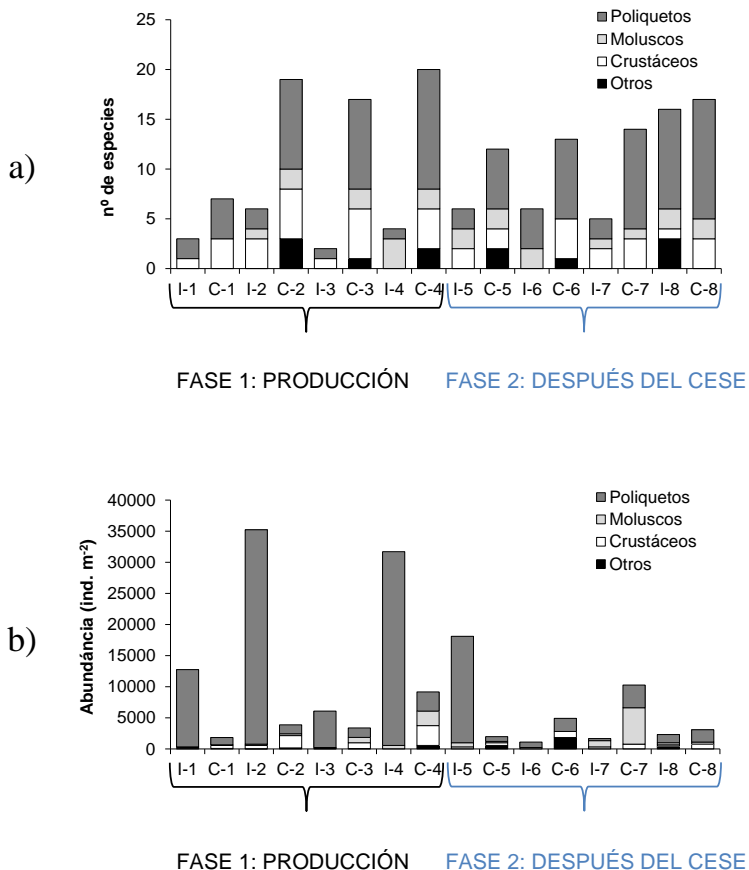 a)
nº de especies
25
20
15
10
5
0
Poliquetos
Moluscos
Crustáceos
Otros
I-1 C-1 I-2 C-2 I-3 C-3 I-4 C-4 I-5 C-5 I-6 C-6 I-7 C-7 I-8 C-8
FASE 1: PRODUCCIÓN FASE 2: DESPUÉS DEL CESE
b)
Abundáncia (ind. m-2)
40000
35000
30000
25000
20000
15000
10000
5000
0
Poliquetos
Moluscos
Crustáceos
Otros
I-1 C-1 I-2 C-2 I-3 C-3 I-4 C-4 I-5 C-5 I-6 C-6 I-7 C-7 I-8 C-8
FASE 1: PRODUCCIÓN FASE 2: DESPUÉS DEL CESE